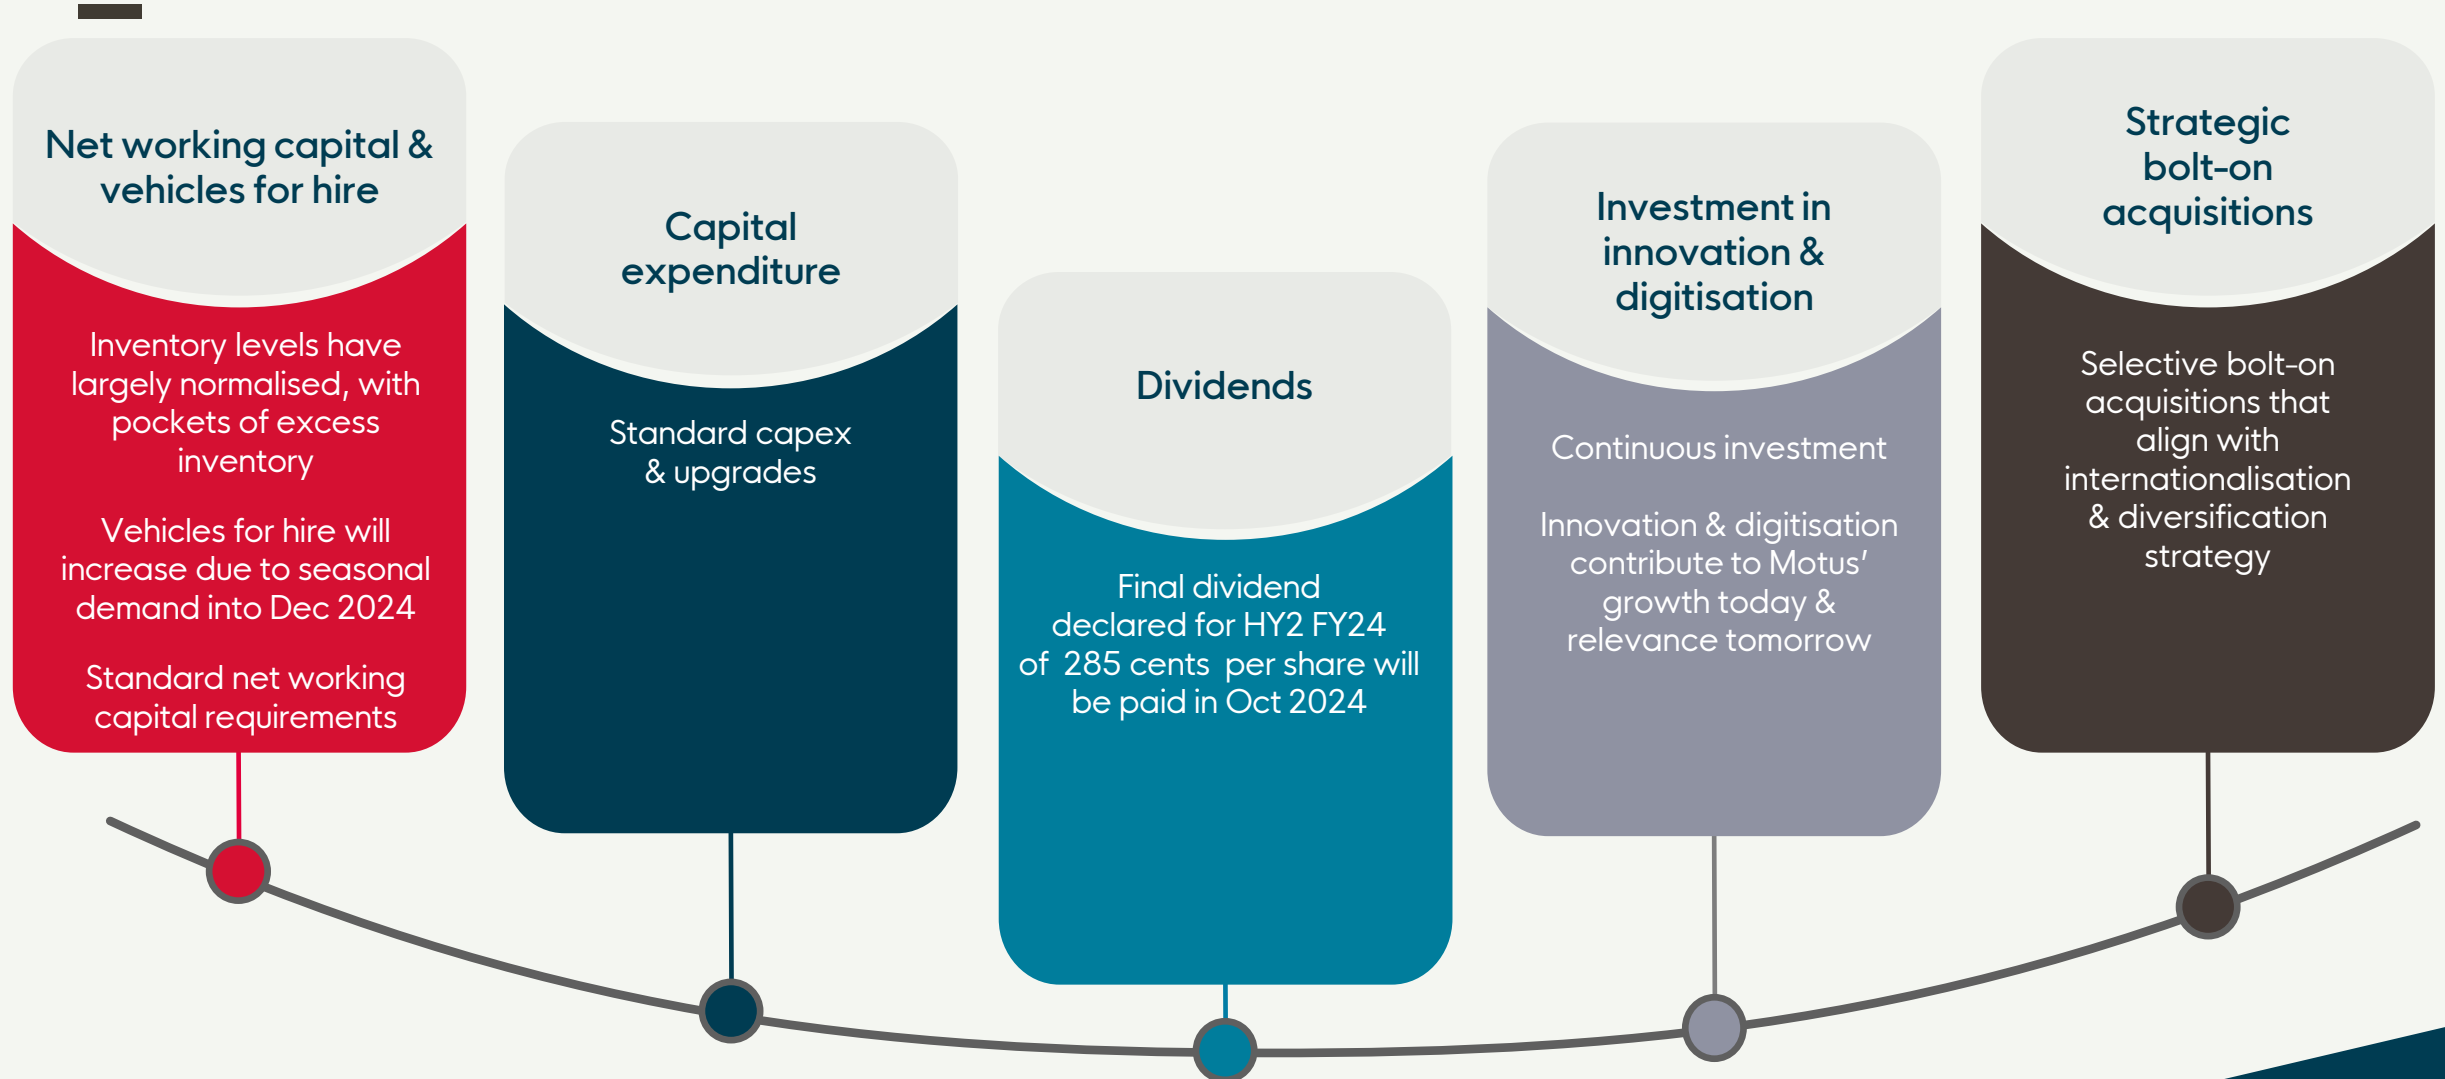 Net working capital &
vehicles for hire
Inventory levels have
largely normalised, with
pockets of excess
inventory
Vehicles for hire will
increase due to seasonal
demand into Dec 2024
Standard net working
capital requirements
Capital
expenditure
Standard capex
& upgrades
Dividends
Final dividend
declared for HY2 FY24
of 285 cents per share will
be paid in Oct 2024
Investment in
innovation &
digitisation
Continuous investment
Innovation & digitisation
contribute to Motus’
growth today &
relevance tomorrow
Strategic
bolt-on
acquisitions
Selective bolt-on
acquisitions that
align with
internationalisation
& diversification
strategy